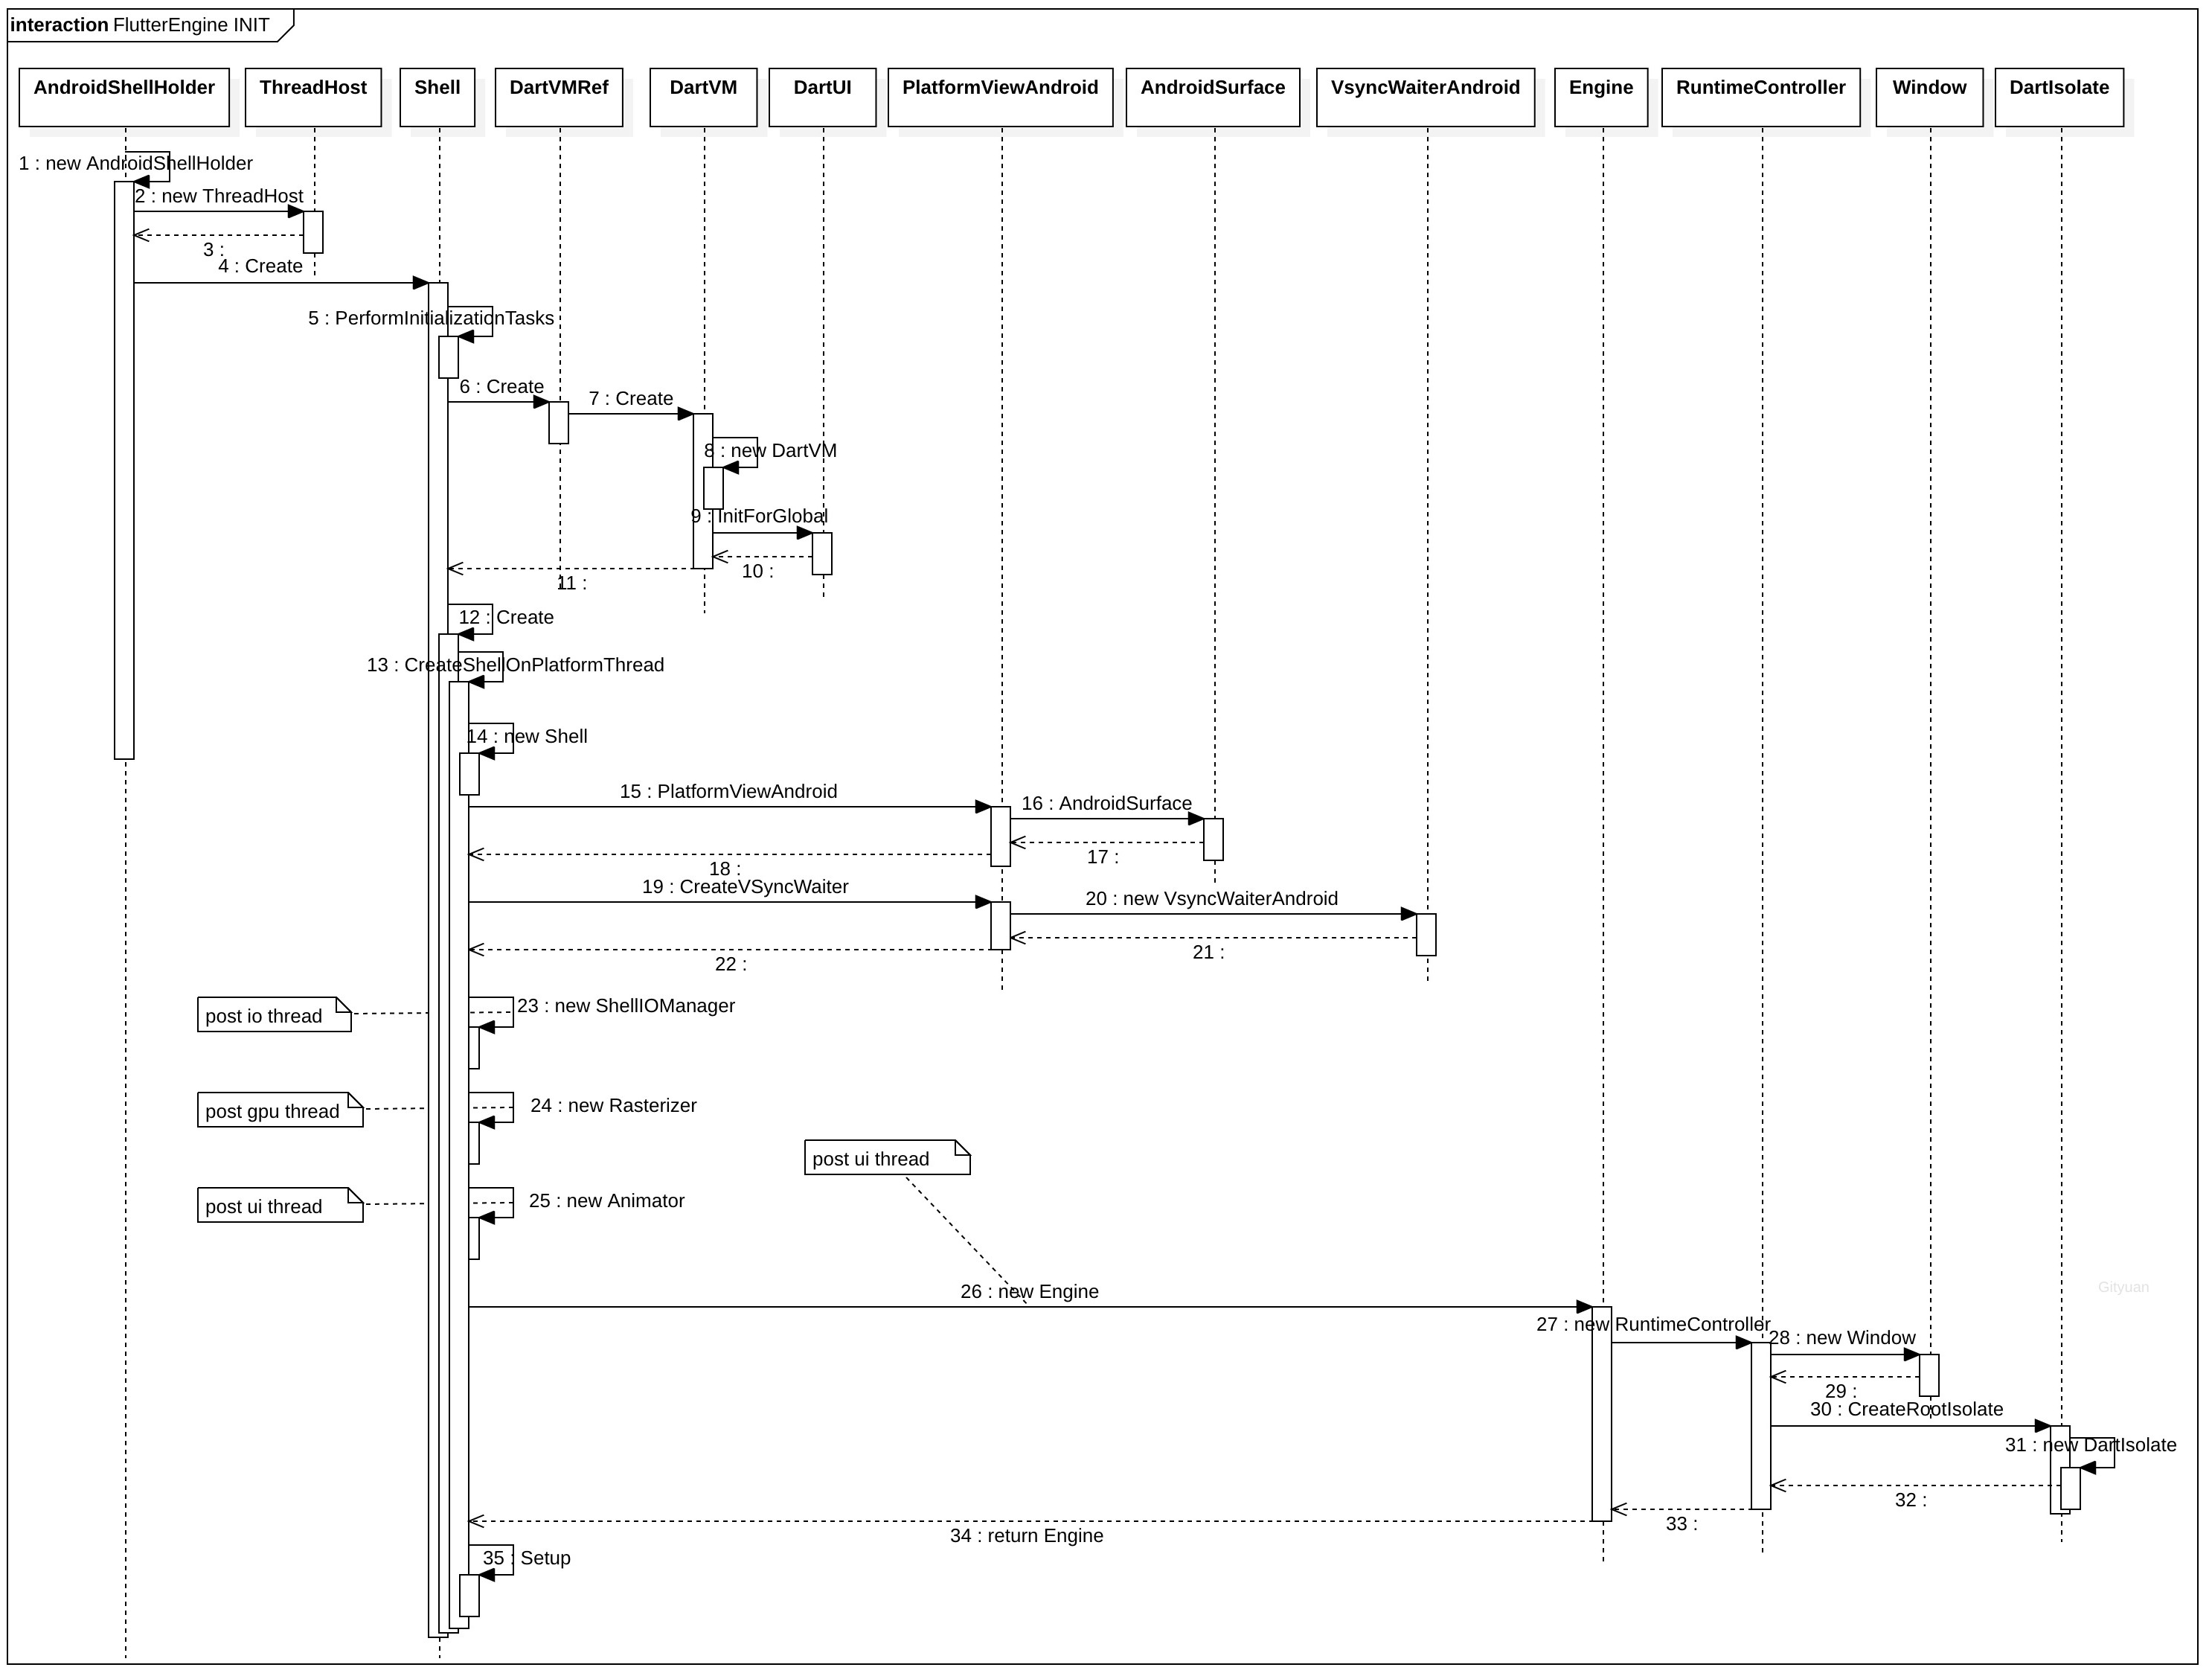 interaction FlutterEngine INIT
AndroidShellHolder
ThreadHost
Shell
DartVMRef
DartVM
DartUI
PlatformViewAndroid
AndroidSurface
VsyncWaiterAndroid
Engine
RuntimeController
Window
DartIsolate
1 : new AndroidShellHolder
2 : new ThreadHost
3 :
4 : Create
5 : PerformInitializationTasks
6 : Create
7 : Create
8 : new DartVM
9 : InitForGlobal
10 :
11 :
12 : Create
13 : CreateShellOnPlatformThread
14 : new Shell
15 : PlatformViewAndroid
16 : AndroidSurface
17 :
18 :
19 : CreateVSyncWaiter
20 : new VsyncWaiterAndroid
21 :
22 :
post io thread
23 : new ShellIOManager
post gpu thread
24 : new Rasterizer
post ui thread
post ui thread
25 : new Animator
Gityuan
26 : new Engine
27 : new RuntimeController
28 : new Window
29 :
30 : CreateRootIsolate
31 : new DartIsolate
32 :
33 :
34 : return Engine
35 : Setup